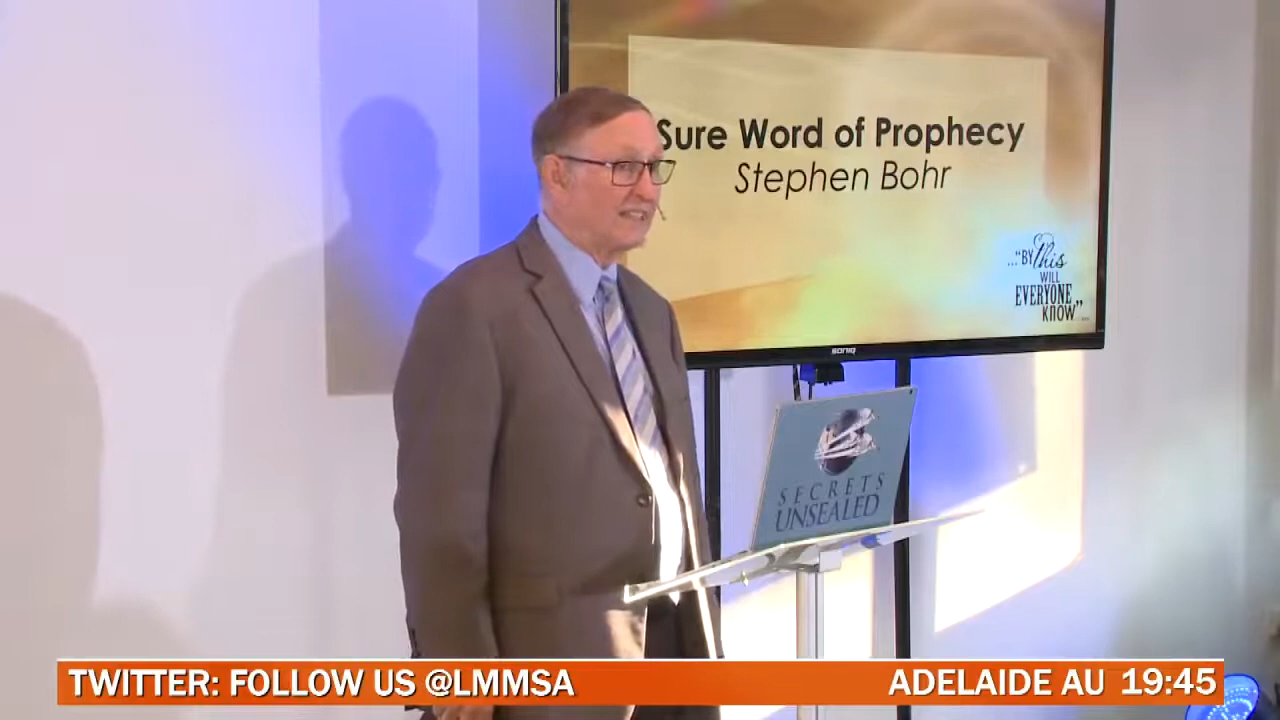 Sure Word of Prophecy
Stephen Bohr
..."BY this
WILL
EVERYONE
KNOW"
SONIQ
SECRETS
UNSEALED
TWITTER: FOLLOW US @LMMSA
ADELAIDE AU 19:45